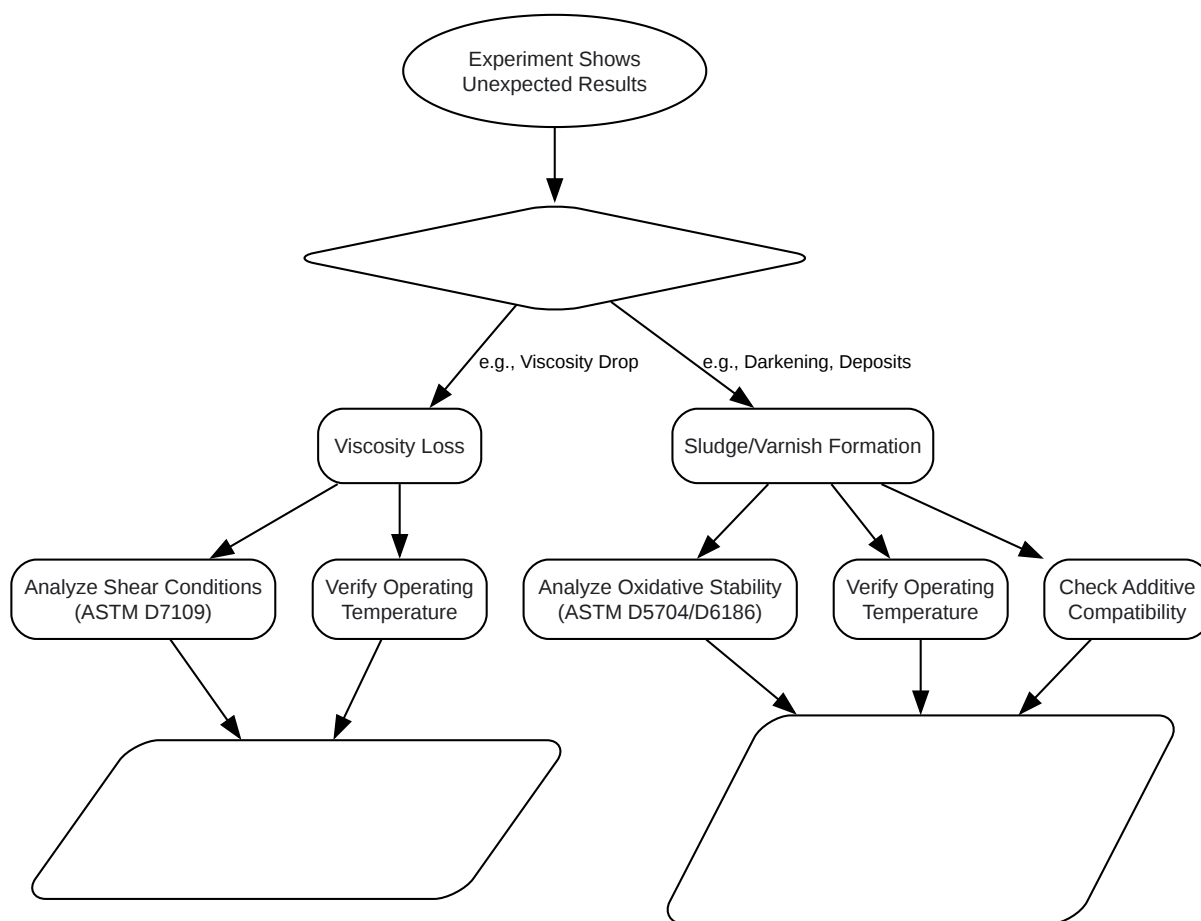 Experiment Shows
Unexpected Results
e.g., Viscosity Drop
e.g., Darkening, Deposits
Viscosity Loss
Sludge/Varnish Formation
Analyze Shear Conditions
(ASTM D7109)
Verify Operating
Temperature
Analyze Oxidative Stability
(ASTM D5704/D6186)
Verify Operating
Temperature
Check Additive
Compatibility